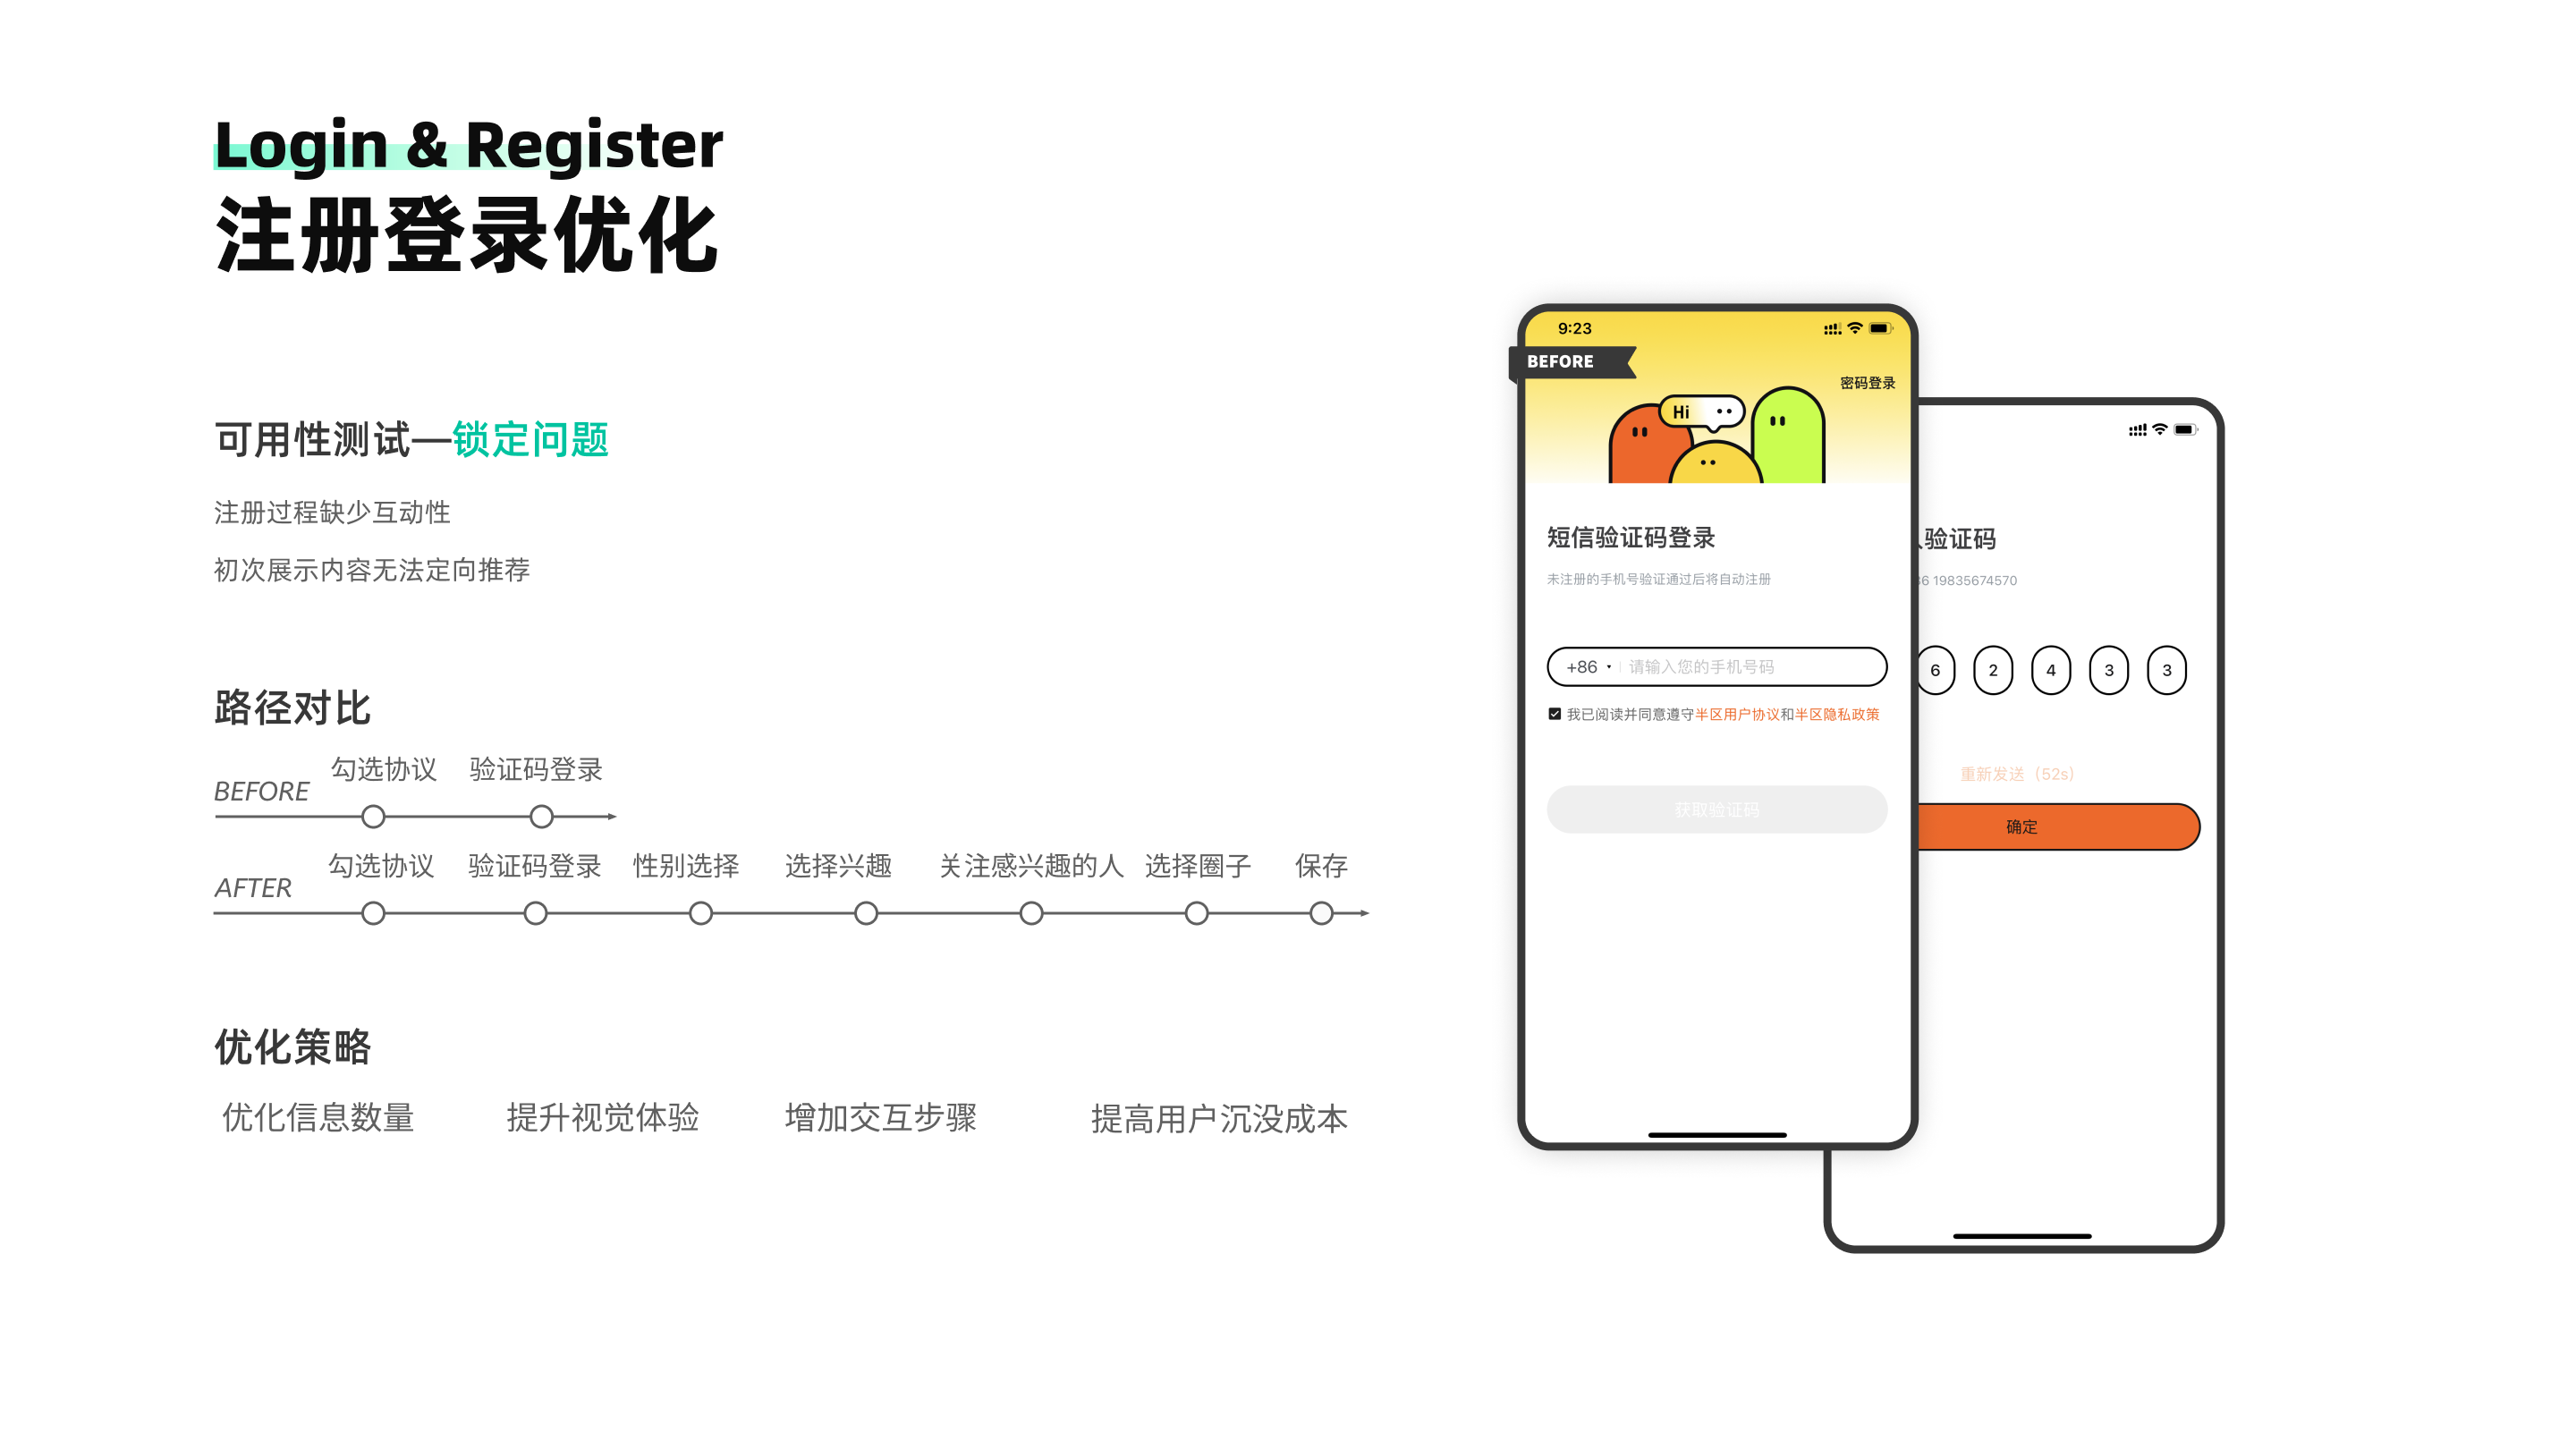 Login & Register
注册登录优化
可用性测试—锁定问题
注册过程缺少互动性
初次展示内容无法定向推荐
路径对比
BEFORE
勾选协议
验证码登录
AFTER
勾选协议
验证码登录
性别选择
选择兴趣
关注感兴趣的人
选择圈子
保存
优化策略
优化信息数量
提升视觉体验
增加交互步骤
提高用户沉没成本
9:23
BEFORE
密码登录
Hi
短信验证码登录
未注册的手机号验证通过后将自动注册
+86
请输入您的手机号码
我已阅读并同意遵守半区用户协议和半区隐私政策
获取验证码
验证码
6 19835674570
6 2 4 3 3
重新发送（52s）
确定